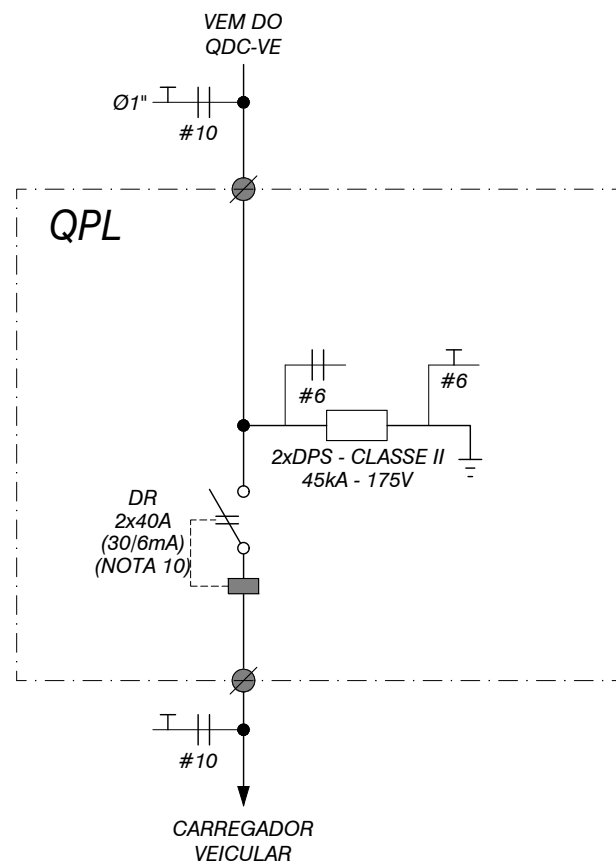 VEM DO
QDC-VE
Ø1"
#10
QPL
#6
#6
2xDPS - CLASSE II
45kA - 175V
DR
2x40A
(30/6mA)
(NOTA 10)
#10
CARREGADOR
VEICULAR